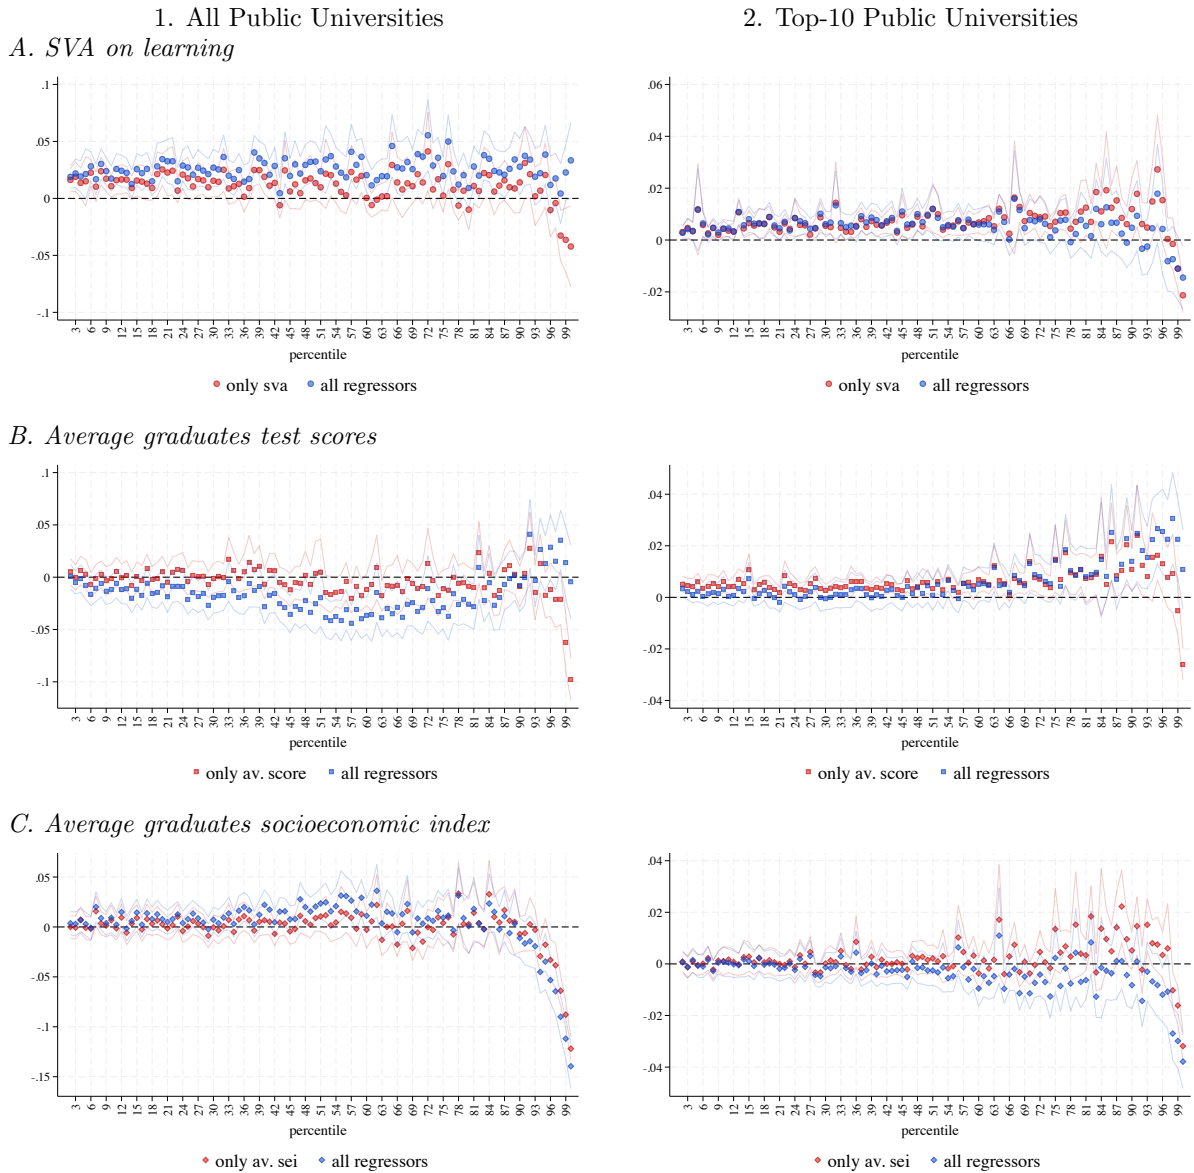 1. All Public Universities
2. Top-10 Public Universities
A. SVA on learning
.1
.05
0
-.05
-.1
3 6 9 12 15 18 21 24 27 30 33 36 39 42 45 48 51 54 57 60 63 66 69 72 75 78 81 84 87 90 93 96 99
percentile
only sva all regressors
.06
.04
.02
0
-.02
3 6 9 12 15 18 21 24 27 30 33 36 39 42 45 48 51 54 57 60 63 66 69 72 75 78 81 84 87 90 93 96 99
percentile
only sva all regressors
B. Average graduates test scores
.1
.05
0
-.05
-.1
3 6 9 12 15 18 21 24 27 30 33 36 39 42 45 48 51 54 57 60 63 66 69 72 75 78 81 84 87 90 93 96 99
percentile
only av. score all regressors
.04
.02
0
-.02
-.04
3 6 9 12 15 18 21 24 27 30 33 36 39 42 45 48 51 54 57 60 63 66 69 72 75 78 81 84 87 90 93 96 99
percentile
only av. score all regressors
C. Average graduates socioeconomic index
.05
0
-.05
-.1
-.15
3 6 9 12 15 18 21 24 27 30 33 36 39 42 45 48 51 54 57 60 63 66 69 72 75 78 81 84 87 90 93 96 99
percentile
only av. sei all regressors
.04
.02
0
-.02
-.04
3 6 9 12 15 18 21 24 27 30 33 36 39 42 45 48 51 54 57 60 63 66 69 72 75 78 81 84 87 90 93 96 99
percentile
only av. sei all regressors